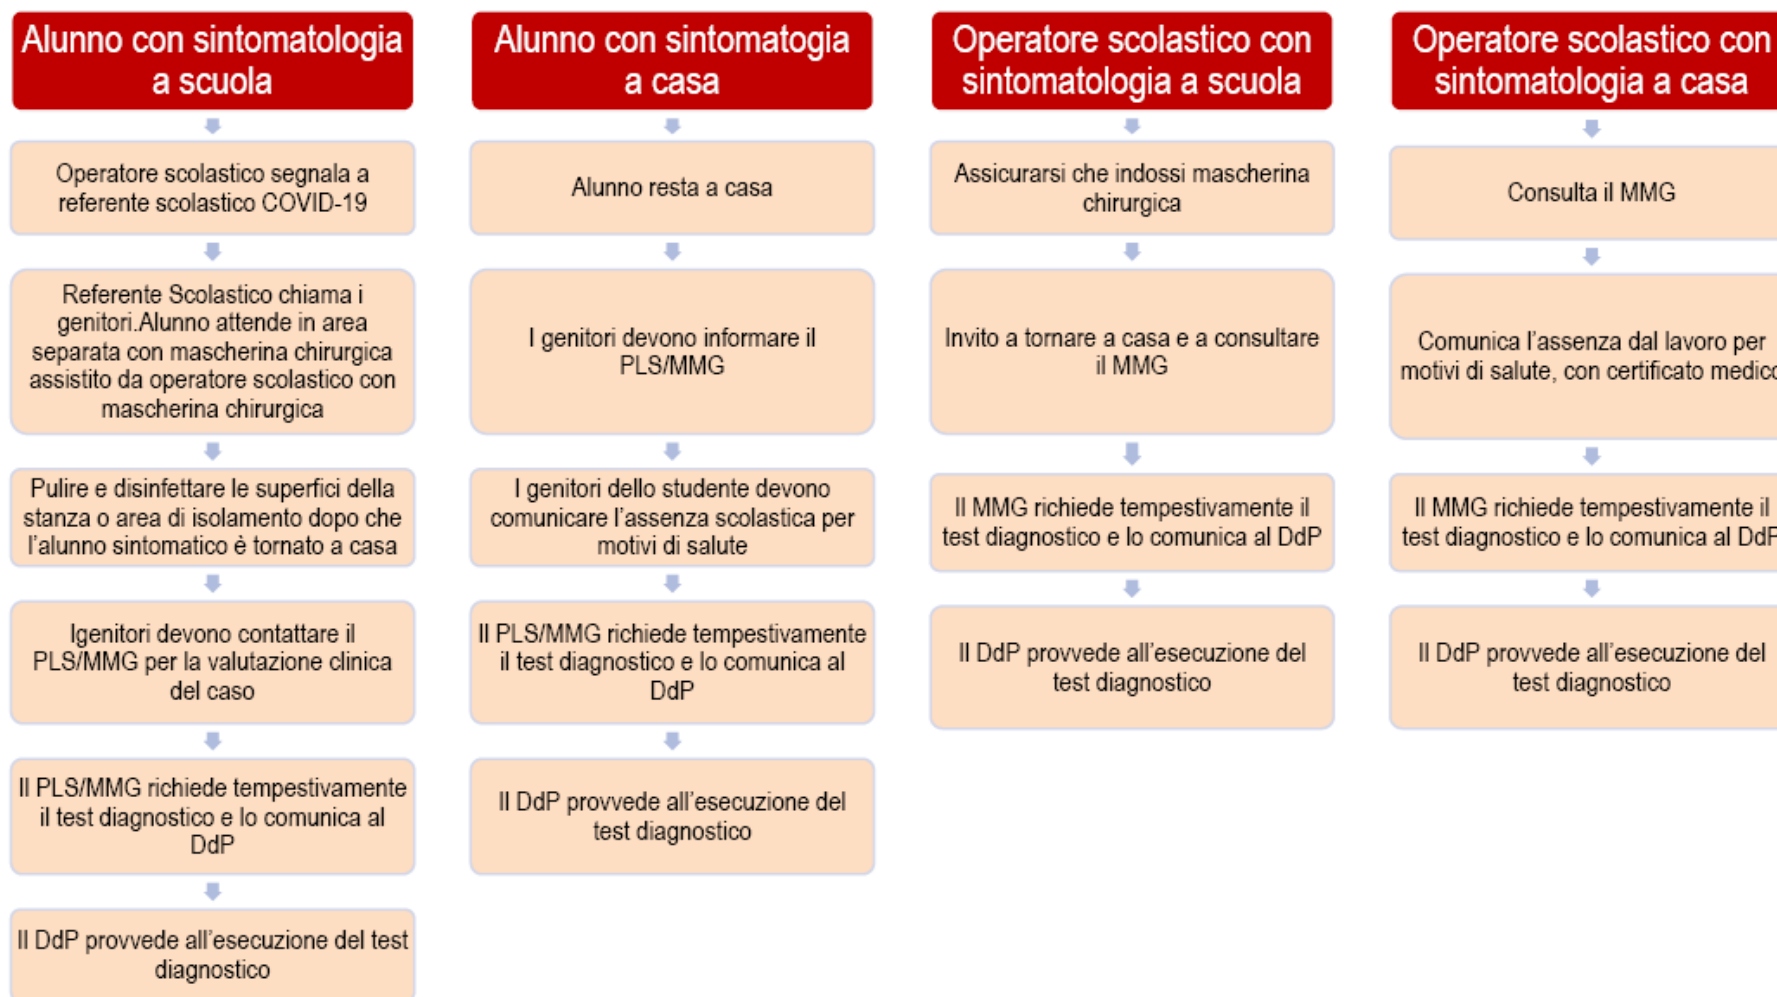 Alunno con sintomatologia
a scuola
Operatore scolastico segnala a
referente scolastico COVID-19
Referente Scolastico chiama i
genitori.Alunno attende in area
separata con mascherina chirurgica
assistito da operatore scolastico con
mascherina chirurgica
Pulire e disinfettare le superfici della
stanza o area di isolamento dopo che
l'alunno sintomatico è tornato a casa
Igenitori devono contattare il
PLS/MMG per la valutazione clinica
del caso
Il PLS/MMG richiede tempestivamente
il test diagnostico e lo comunica al
DdP
Il DdP provvede all'esecuzione del test
diagnostico
Alunno con sintomatogia
a casa
Alunno resta a casa
I genitori devono informare il
PLS/MMG
I genitori dello studente devono
comunicare l'assenza scolastica per
motivi di salute
Il PLS/MMG richiede tempestivamente
il test diagnostico e lo comunica al
DdP
Il DdP provvede all'esecuzione del
test diagnostico
Operatore scolastico con
sintomatologia a scuola
Assicurarsi che indossi mascherina
chirurgica
Invito a tornare a casa e a consultare
il MMG
Il MMG richiede tempestivamente il
test diagnostico e lo comunica al DdP
Il DdP provvede all'esecuzione del
test diagnostico
Operatore scolastico con
sintomatologia a casa
Consulta il MMG
Comunica l'assenza dal lavoro per
motivi di salute, con certificato medico
Il MMG richiede tempestivamente il
test diagnostico e lo comunica al DdP
Il DdP provvede all'esecuzione del
test diagnostico